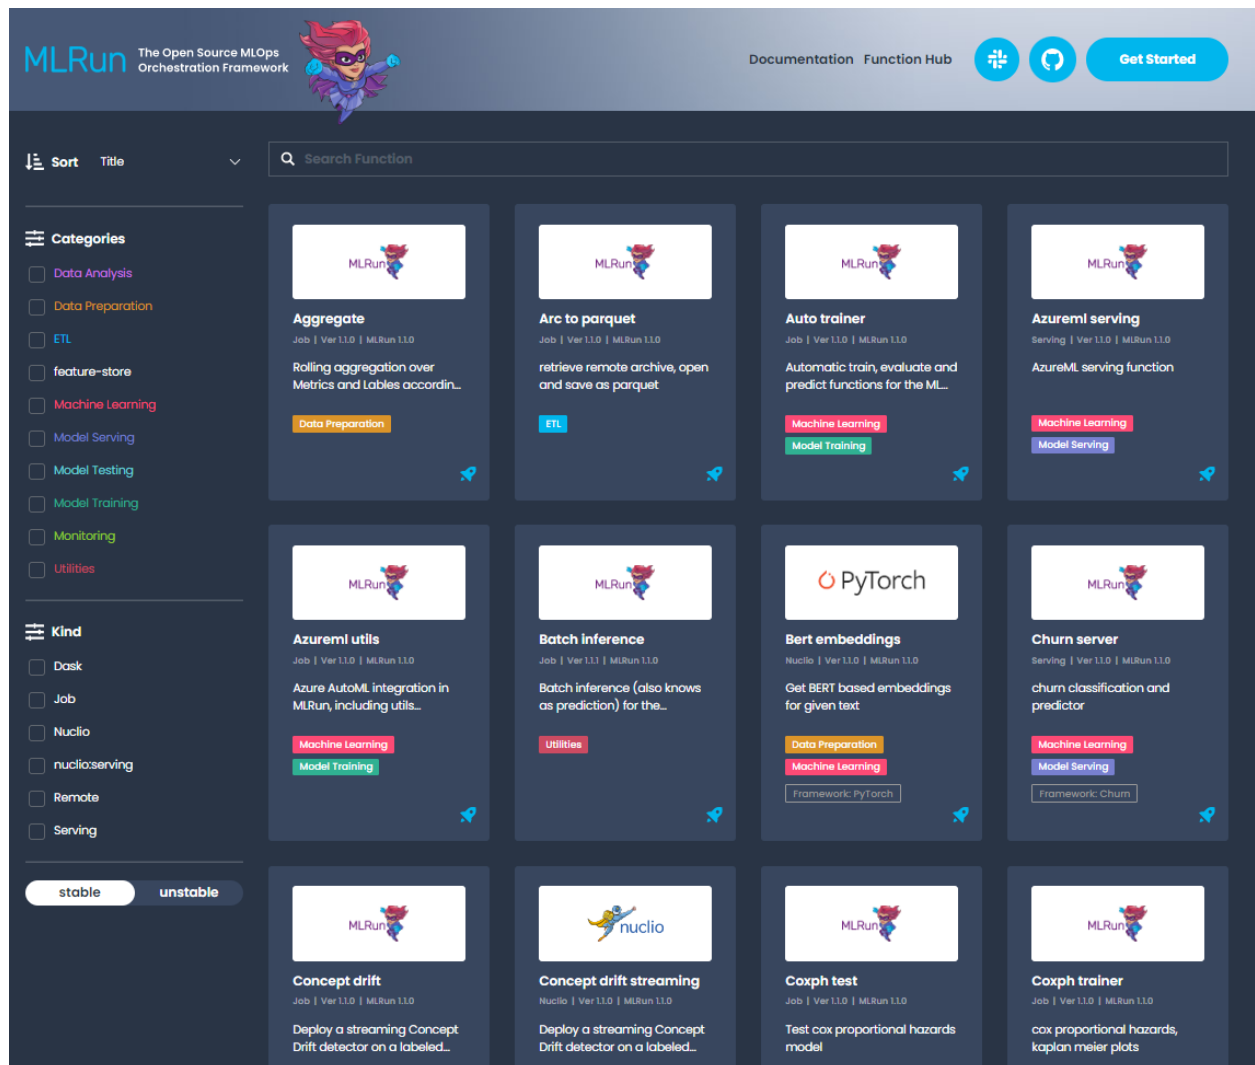 MLRun
The Open Source MLOps
Orchestration Framework
Documentation
Function Hub
Get Started
Sort
Title
Search Function
Categories
Data Analysis
Data Preparation
ETL
feature-store
Machine Learning
Model Serving
Model Testing
Model Training
Monitoring
Utilities
Kind
Dask
Job
Nuclio
nuclio:serving
Remote
Serving
stable
unstable
MLRun
Aggregate
Job | Ver 1.1.0 | MLRun 1.1.0
Rolling aggregation over
Metrics and Lables accordin...
Data Preparation
MLRun
Arc to parquet
Job | Ver 1.1.0 | MLRun 1.1.0
retrieve remote archive, open
and save as parquet
ETL
MLRun
Auto trainer
Job | Ver 1.1.0 | MLRun 1.1.0
Automatic train, evaluate and
predict functions for the ML...
Machine Learning
Model Training
MLRun
Azureml serving
Serving | Ver 1.1.0 | MLRun 1.1.0
AzureML serving function
Machine Learning
Model Serving
MLRun
Azureml utils
Job | Ver 1.1.0 | MLRun 1.1.0
Azure AutoML integration in
MLRun, including utils...
Machine Learning
Model Training
MLRun
Batch inference
Job | Ver 1.1.1 | MLRun 1.1.0
Batch inference (also knows
as prediction) for the...
Utilities
PyTorch
Bert embeddings
Nuclio | Ver 1.1.0 | MLRun 1.1.0
Get BERT based embeddings
for given text
Data Preparation
Machine Learning
Framework: PyTorch
MLRun
Churn server
Serving | Ver 1.1.0 | MLRun 1.1.0
churn classification and
predictor
Machine Learning
Model Serving
Framework: Churn
MLRun
Concept drift
Job | Ver 1.1.0 | MLRun 1.1.0
Deploy a streaming Concept
Drift detector on a labeled...
nuclio
Concept drift streaming
Nuclio | Ver 1.1.0 | MLRun 1.1.0
Deploy a streaming Concept
Drift detector on a labeled...
MLRun
Coxph test
Job | Ver 1.1.0 | MLRun 1.1.0
Test cox proportional hazards
model
MLRun
Coxph trainer
Job | Ver 1.1.0 | MLRun 1.1.0
cox proportional hazards,
kaplan meier plots